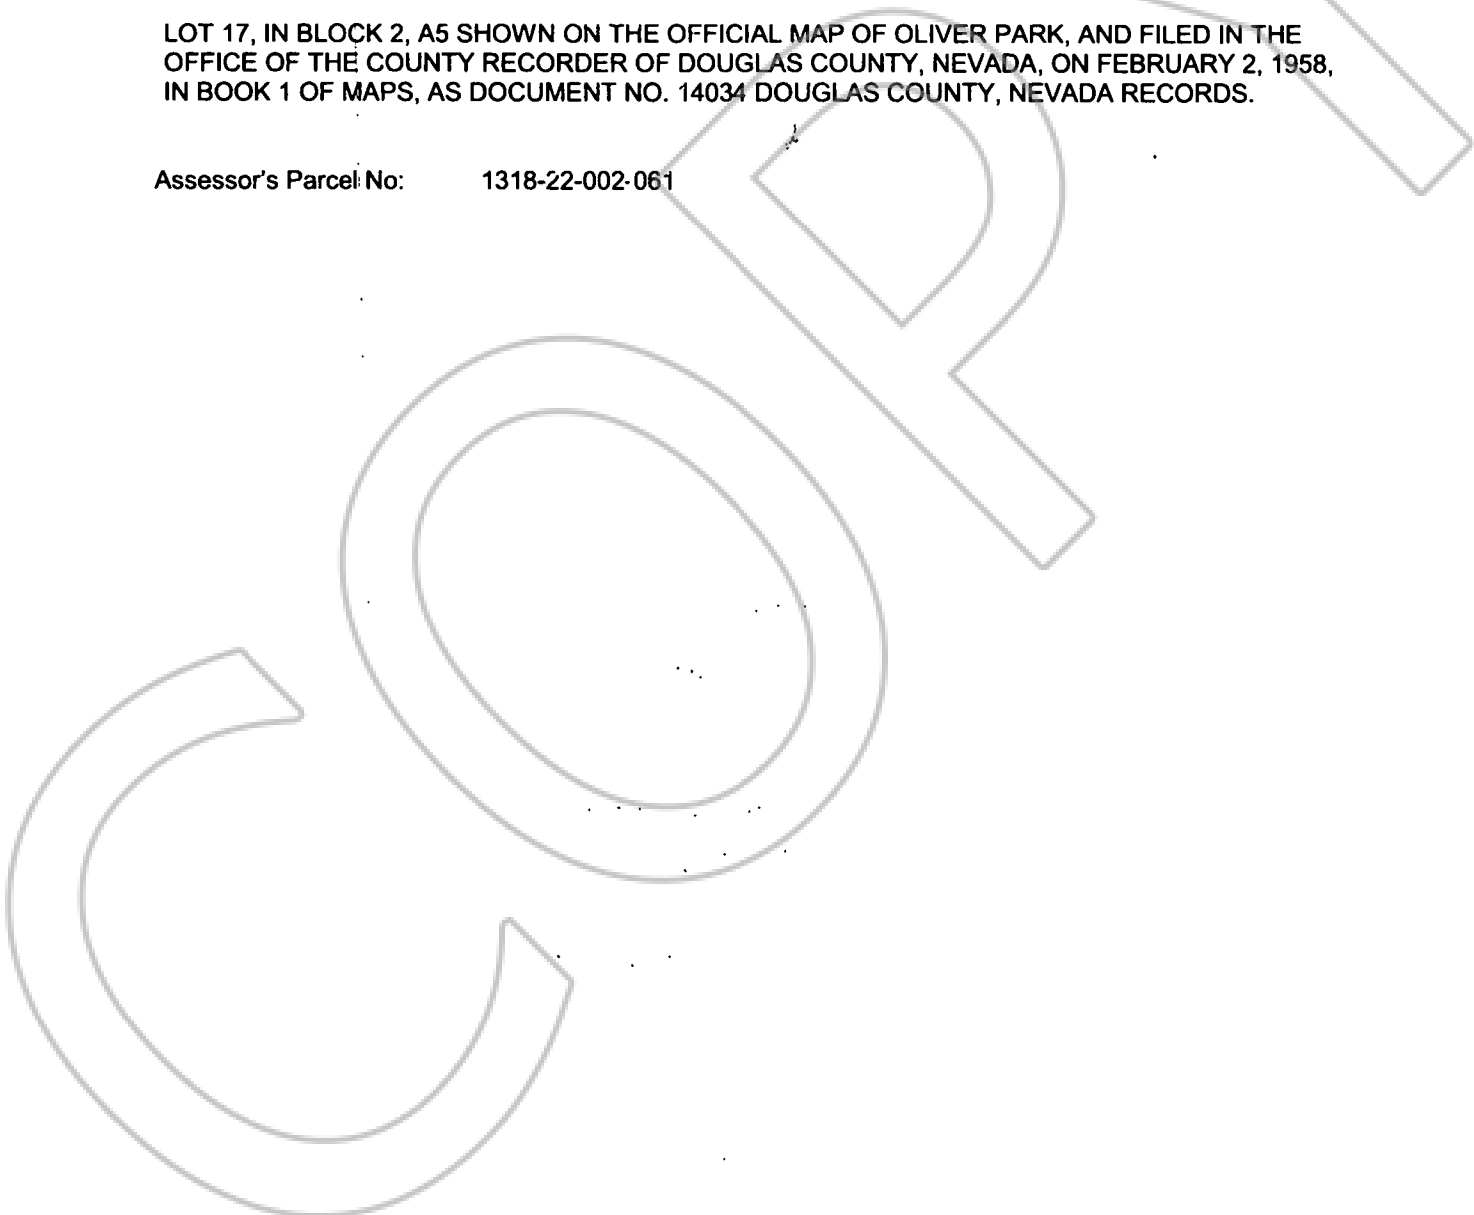 LOT 17, IN BLOCK 2, A5 SHOWN ON THE OFFICIAL MAP OF OLIVER PARK, AND FILED IN THE
OFFICE OF THE COUNTY RECORDER OF DOUGLAS COUNTY, NEVADA, ON FEBRUARY 2, 1958,
IN BOOK 1 OF MAPS, AS DOCUMENT NO. 14034 DOUGLAS COUNTY, NEVADA RECORDS.
Assessor's Parcel No: 1318-22-002-061
COPY